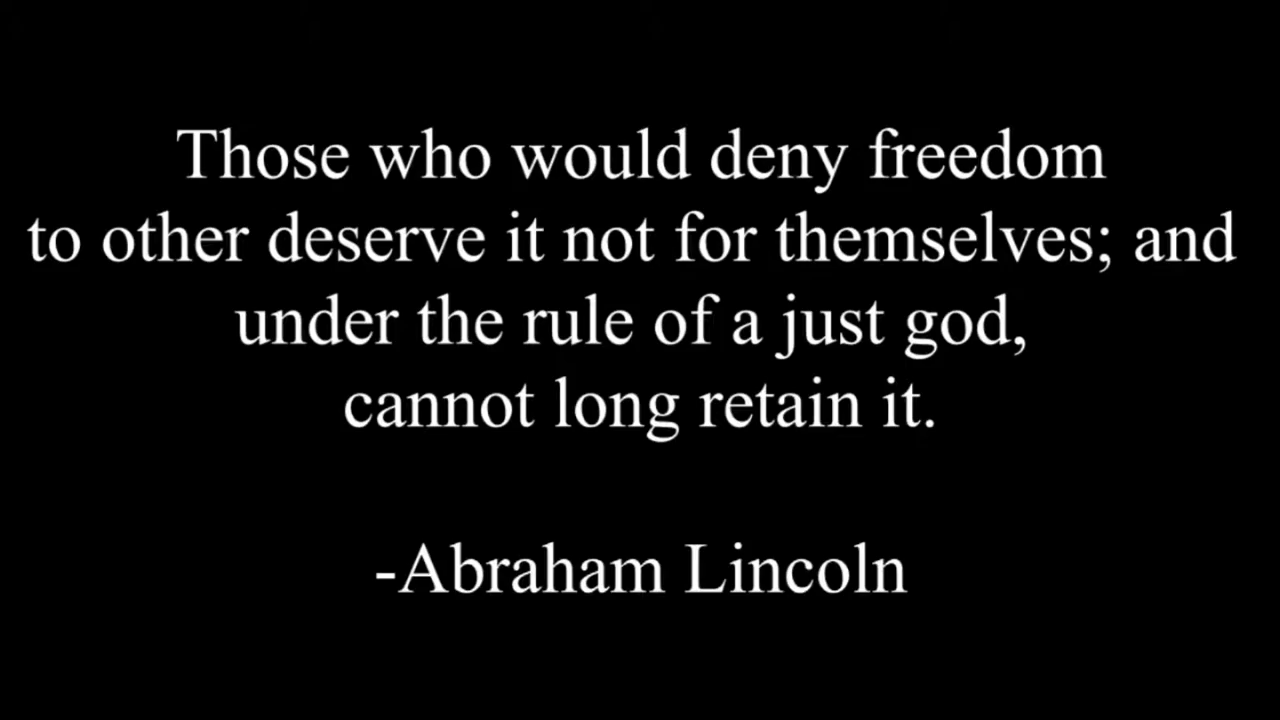 Those who would deny freedom
to other deserve it not for themselves; and
under the rule of a just god,
cannot long retain it.
-Abraham Lincoln